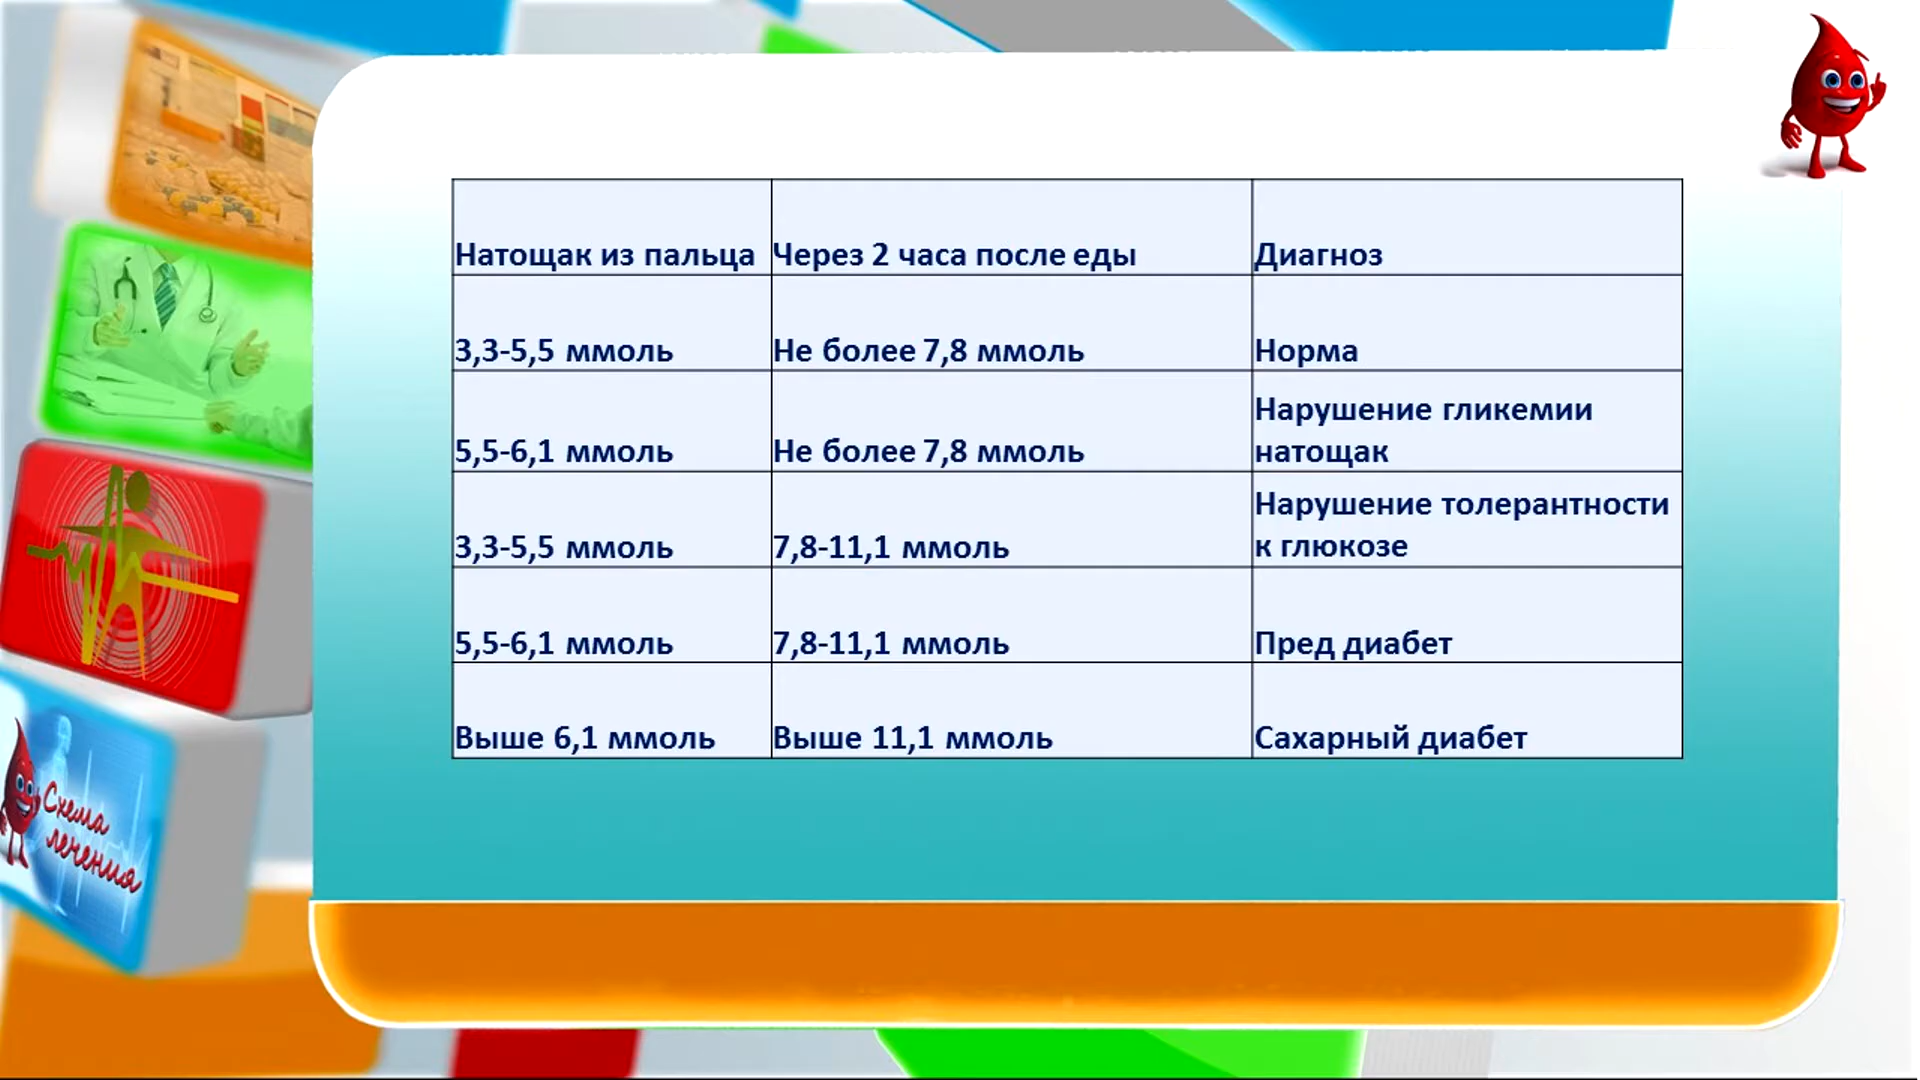 Натощак из пальца Через 2 часа после еды Диагноз
3,3-5,5 ммоль Не более 7,8 ммоль Норма
5,5-6,1 ммоль Не более 7,8 ммоль Нарушение гликемии
натощак
3,3-5,5 ммоль 7,8-11,1 ммоль Нарушение толерантности
к глюкозе
5,5-6,1 ммоль 7,8-11,1 ммоль Пред диабет
Выше 6,1 ммоль Выше 11,1 ммоль Сахарный диабет
Схема
лечения